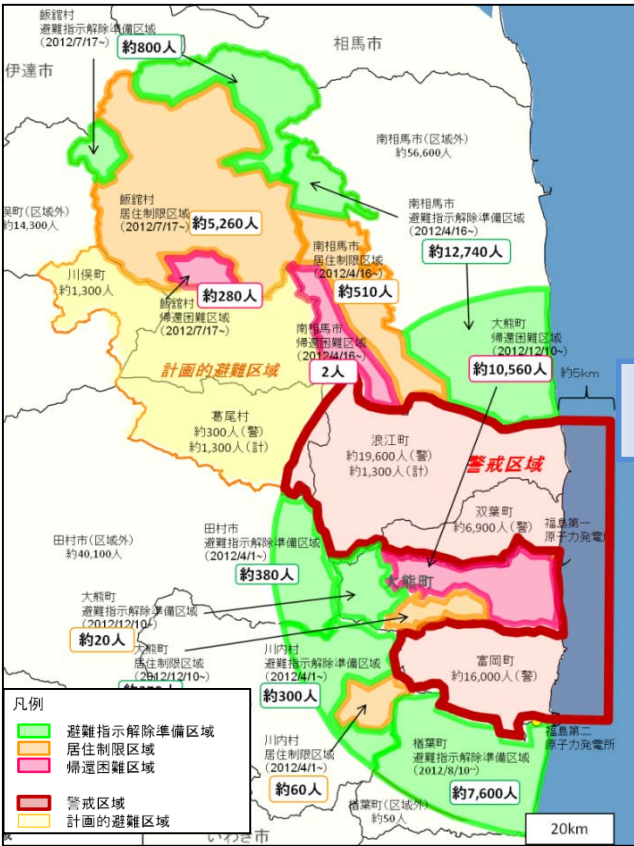 飯舘村
避難指示解除準備区域
(2012/7/17~)
約800人
相馬市
伊達市
南相馬市(区域外)
約56,600人
飯舘村
居住制限区域
(2012/7/17~)
約5,260人
南相馬市
避難指示解除準備区域
(2012/4/16~)
約12,740人
俣町(区域外)
約14,300人
南相馬市
居住制限区域
(2012/4/16~)
約510人
川俣町
約1,300人
約280人
飯舘村
帰還困難区域
(2012/7/17~)
南相馬市
帰還困難区域
(2012/4/16~)
2人
大熊町
帰還困難区域
(2012/12/10~)
約10,560人
約5km
計画的避難区域
葛尾村
約300人(警)
約1,300人(計)
浪江町
約19,600人(警)
約1,300人(計)
警戒区域
双葉町
約6,900人(警)
福島第一
原子力発電
田村市(区域外)
約40,100人
田村市
避難指示解除準備区域
(2012/4/1~)
約380人
大熊町
大熊町
避難指示解除準備区域
(2012/12/10~)
約20人
大熊町
居住制限区域
(2012/12/10~)
川内村
避難指示解除準備区域
(2012/4/1~)
約300人
富岡町
約16,000人(警)
川内村
居住制限区域
(2012/4/1~)
約60人
福島第二
原子力発電所
楢葉町
避難指示解除準備区域
(2012/8/10~)
約7,600人
楢葉町(区域外)
約50人
いわき市
凡例
避難指示解除準備区域
居住制限区域
帰還困難区域
警戒区域
計画的避難区域
20km